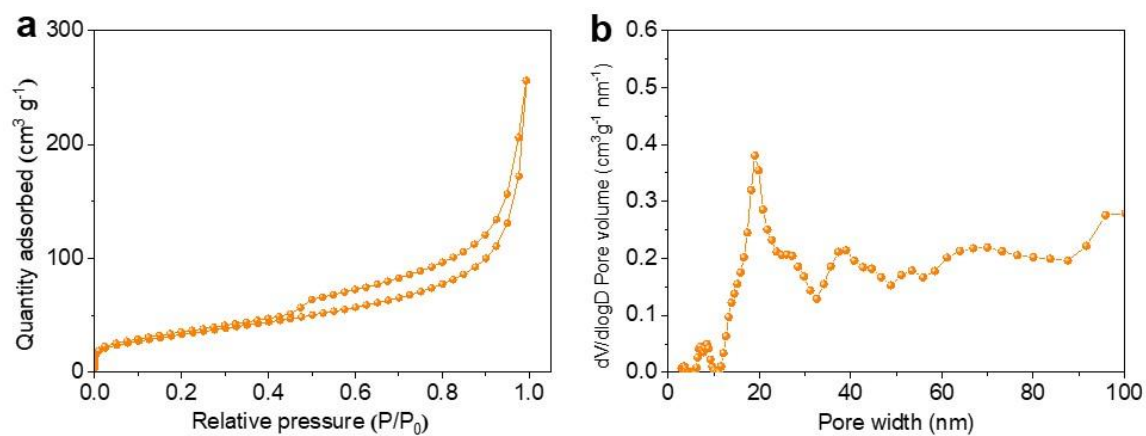 a
300
200
100
0
Quantity adsorbed (cm³ g⁻¹)
0.0 0.2 0.4 0.6 0.8 1.0
Relative pressure (P/P₀)
b
0.6
0.5
0.4
0.3
0.2
0.1
0.0
dV/dlogD Pore volume (cm³g⁻¹ nm⁻¹)
0 20 40 60 80 100
Pore width (nm)